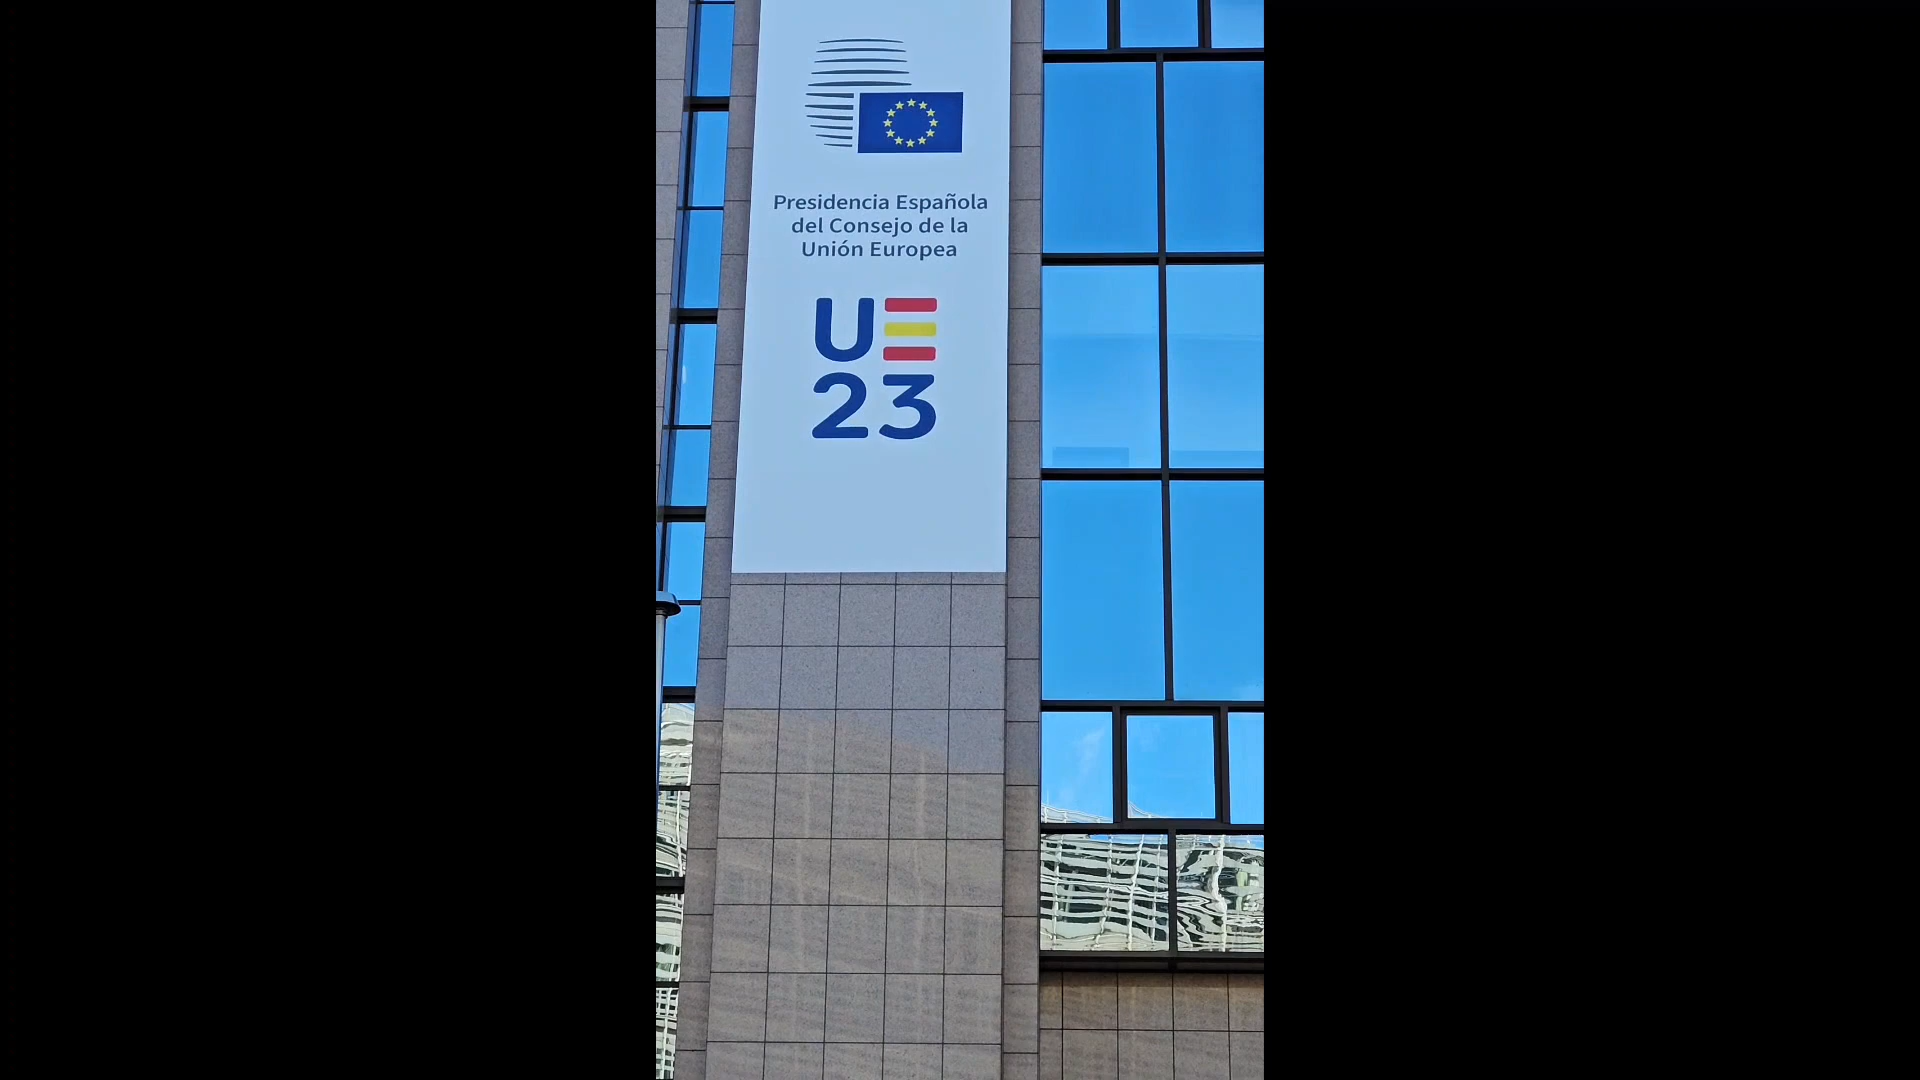 Presidencia Española
del Consejo de la
Unión Europea
UE
23